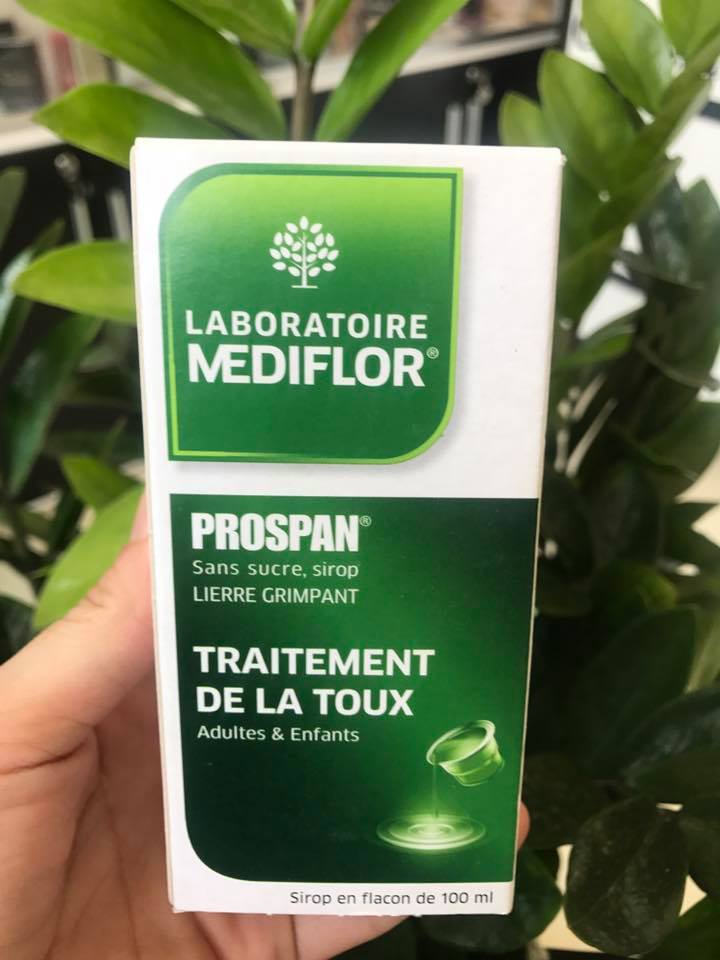 LABORATOIRE
MEDIFLOR®
PROSPAN®
Sans sucre, sirop
LIERRE GRIMPANT
TRAITEMENT
DE LA TOUX
Adultes & Enfants
Sirop en flacon de 100 ml